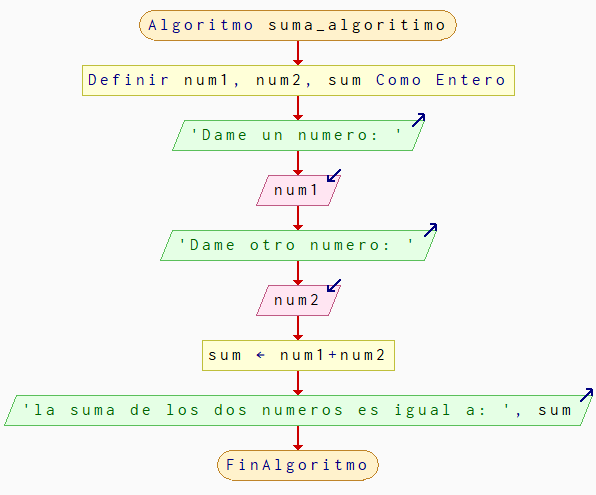 Algoritmo suma_algoritimo
Definir num1, num2, sum Como Entero
'Dame un numero: '
num1
'Dame otro numero: '
num2
sum ← num1+num2
'la suma de los dos numeros es igual a: ', sum
FinAlgoritmo